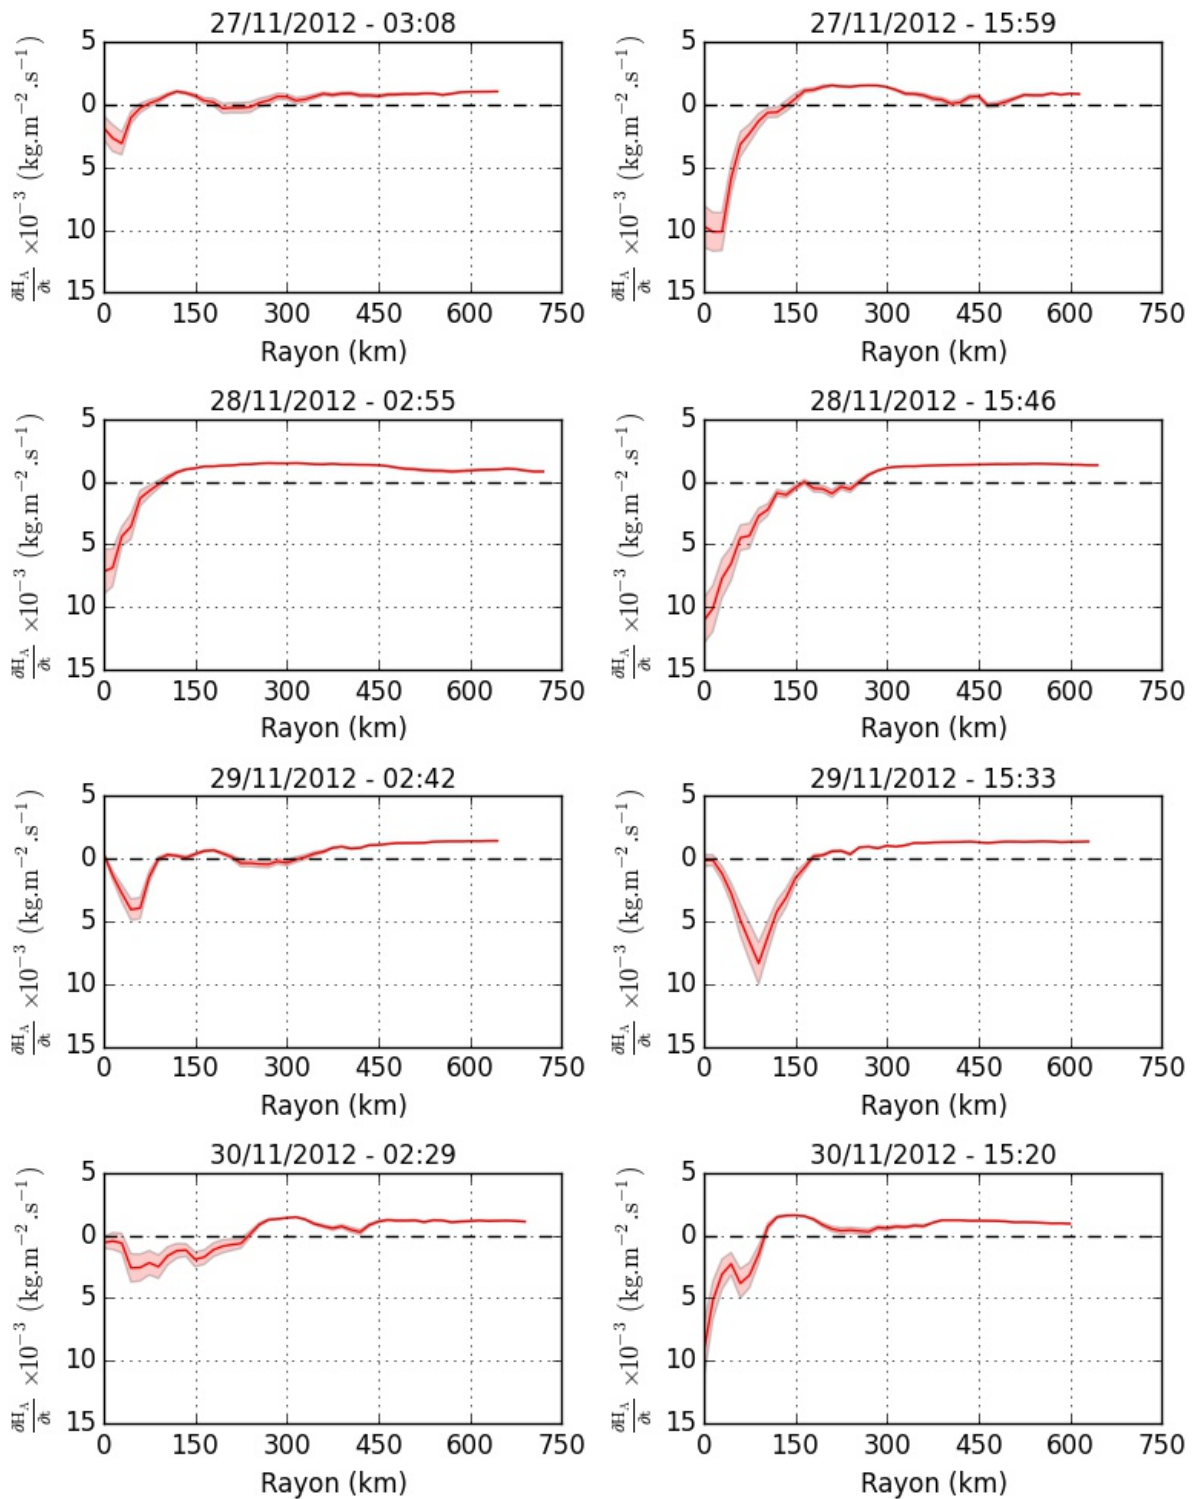 27/11/2012 - 03:08
∂H_A/∂t ×10⁻³ (kg.m⁻².s⁻¹)
5
0
5
10
15
0 150 300 450 600 750
Rayon (km)
27/11/2012 - 15:59
∂H_A/∂t ×10⁻³ (kg.m⁻².s⁻¹)
5
0
5
10
15
0 150 300 450 600 750
Rayon (km)
28/11/2012 - 02:55
∂H_A/∂t ×10⁻³ (kg.m⁻².s⁻¹)
5
0
5
10
15
0 150 300 450 600 750
Rayon (km)
28/11/2012 - 15:46
∂H_A/∂t ×10⁻³ (kg.m⁻².s⁻¹)
5
0
5
10
15
0 150 300 450 600 750
Rayon (km)
29/11/2012 - 02:42
∂H_A/∂t ×10⁻³ (kg.m⁻².s⁻¹)
5
0
5
10
15
0 150 300 450 600 750
Rayon (km)
29/11/2012 - 15:33
∂H_A/∂t ×10⁻³ (kg.m⁻².s⁻¹)
5
0
5
10
15
0 150 300 450 600 750
Rayon (km)
30/11/2012 - 02:29
∂H_A/∂t ×10⁻³ (kg.m⁻².s⁻¹)
5
0
5
10
15
0 150 300 450 600 750
Rayon (km)
30/11/2012 - 15:20
∂H_A/∂t ×10⁻³ (kg.m⁻².s⁻¹)
5
0
5
10
15
0 150 300 450 600 750
Rayon (km)